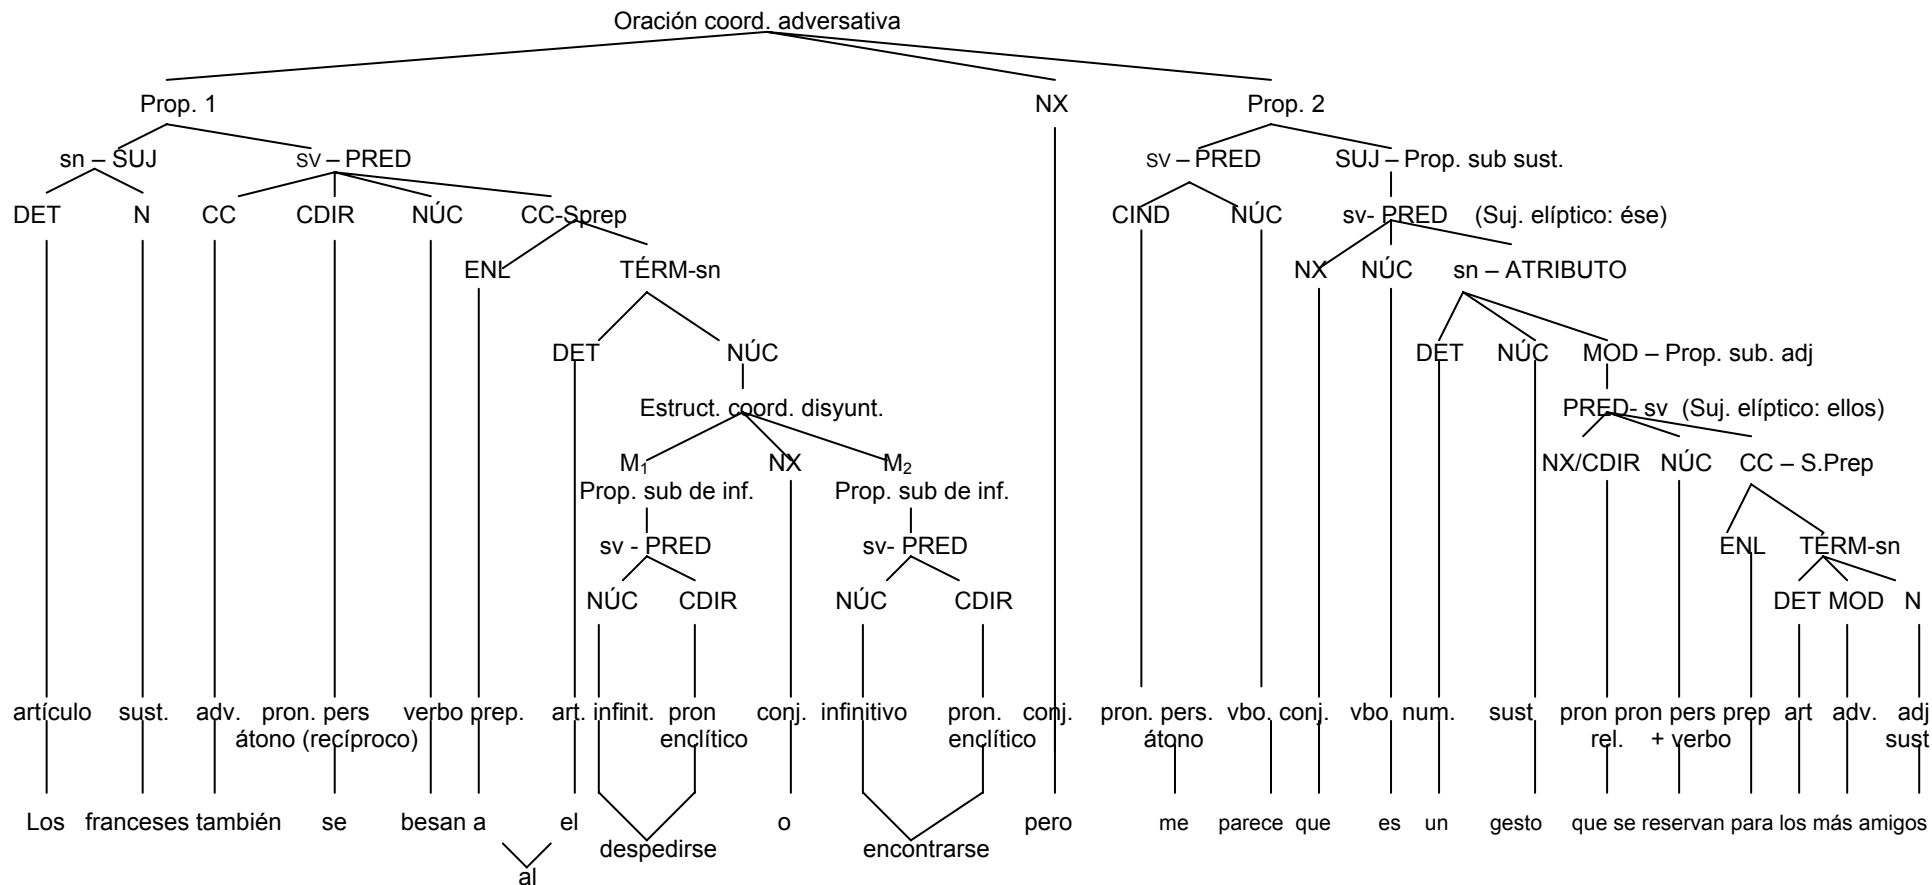 Oración coord. adversativa
Prop. 1 NX Prop. 2
sn – SUJ sv – PRED sv – PRED SUJ – Prop. sub sust.
DET N CC CDIR NÚC CC-Sprep CIND NÚC sv- PRED (Suj. elíptico: ése)
ENL TÉRM-sn NX NÚC sn – ATRIBUTO
DET NÚC DET NÚC MOD – Prop. sub. adj
Estruct. coord. disyunt. PRED- sv (Suj. elíptico: ellos)
M1 NX M2 NX/CDIR NÚC CC – S.Prep
Prop. sub de inf. Prop. sub de inf.
sv - PRED sv- PRED ENL TÉRM-sn
NÚC CDIR NÚC CDIR DET MOD N
artículo sust. adv. pron. pers verbo prep. art. infinit. pron conj. infinitivo pron. conj. pron. pers. vbo. conj. vbo num. sust pron pron pers prep art adv. adj
átono (recíproco) enclítico enclítico átono rel. + verbo sust
Los franceses también se besan a el o pero me parece que es un gesto que se reservan para los más amigos
despedirse encontrarse
al